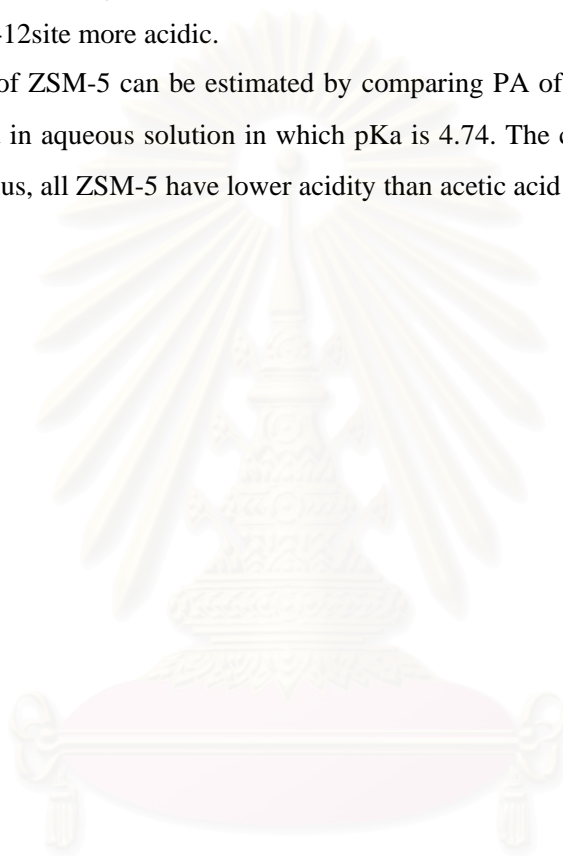 -12site more acidic.
of ZSM-5 can be estimated by comparing PA of
in aqueous solution in which pKa is 4.74. The
us, all ZSM-5 have lower acidity than acetic acid